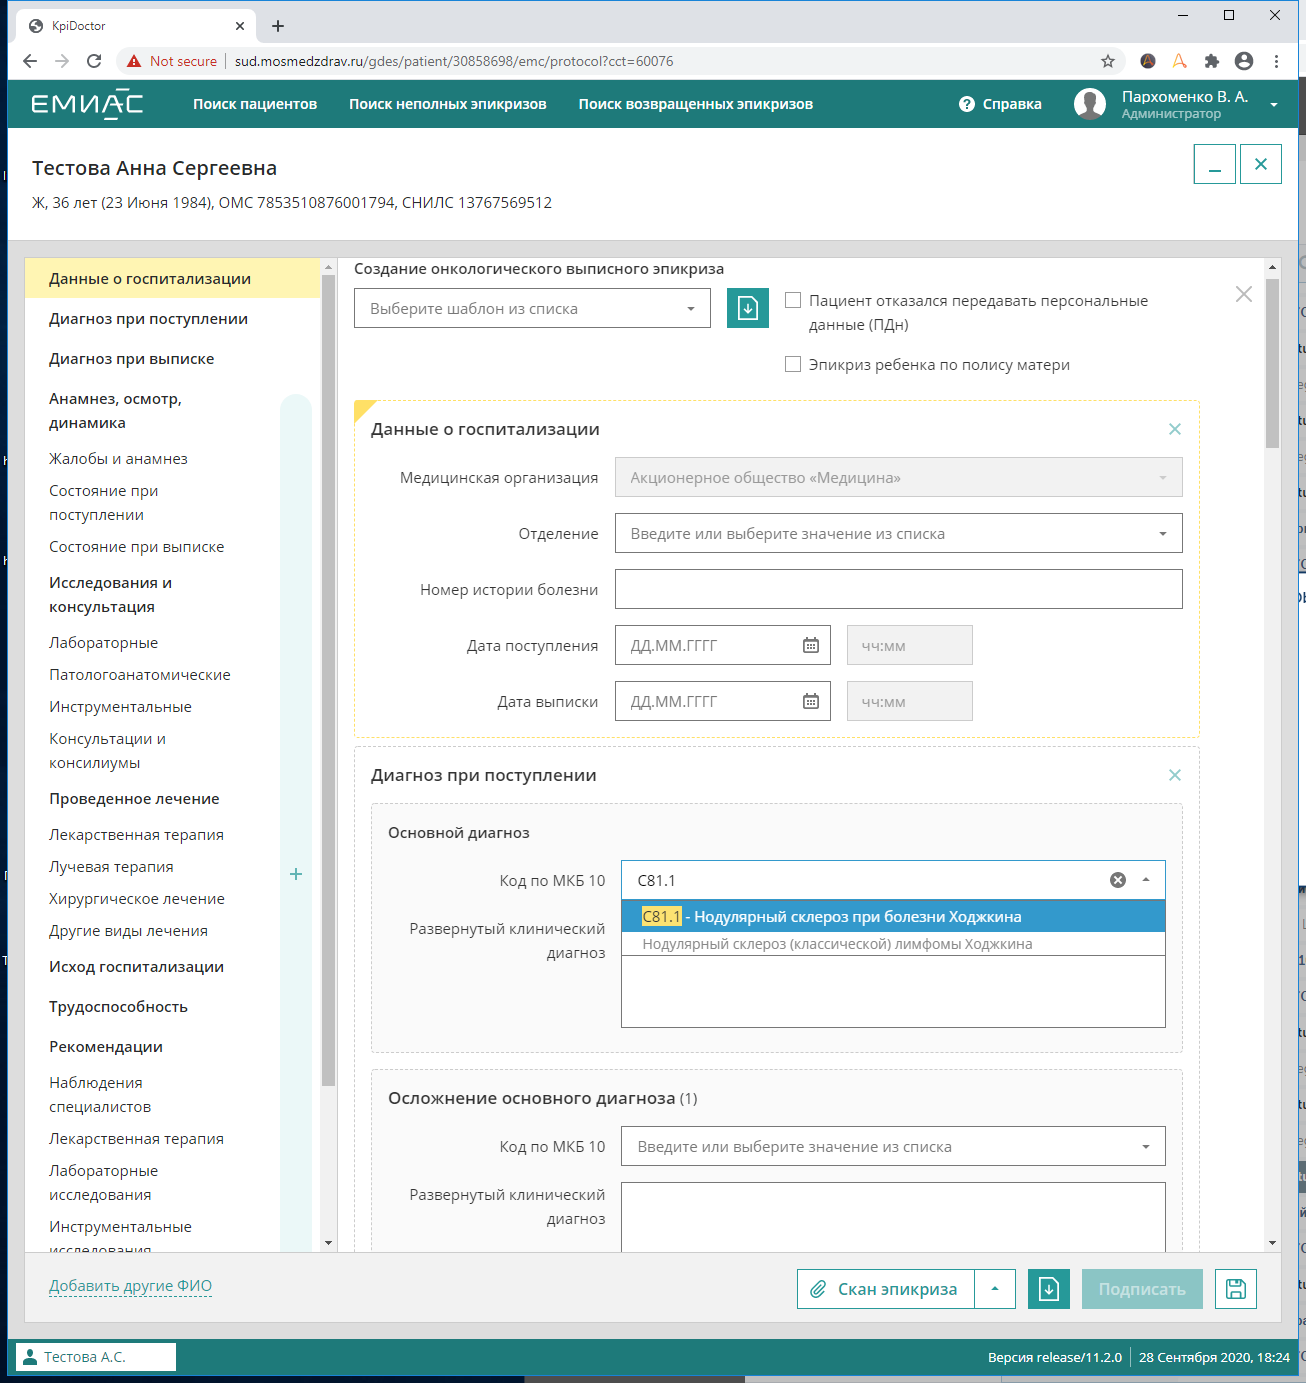 KpiDoctor
Not secure
sud.mosmedzdrav.ru/gdes/patient/30858698/emc/protocol?cct=60076
ЕМИАС
Поиск пациентов
Поиск неполных эпикризов
Поиск возвращенных эпикризов
Справка
Пархоменко В. А.
Администратор
Тестова Анна Сергеевна
Ж, 36 лет (23 Июня 1984), ОМС 7853510876001794, СНИЛС 13767569512
Данные о госпитализации
Диагноз при поступлении
Диагноз при выписке
Анамнез, осмотр,
динамика
Жалобы и анамнез
Состояние при
поступлении
Состояние при выписке
Исследования и
консультация
Лабораторные
Патологоанатомические
Инструментальные
Консультации и
консилиумы
Проведенное лечение
Лекарственная терапия
Лучевая терапия
Хирургическое лечение
Другие виды лечения
Исход госпитализации
Трудоспособность
Рекомендации
Наблюдения
специалистов
Лекарственная терапия
Лабораторные
исследования
Инструментальные
исследования
Создание онкологического выписного эпикриза
Выберите шаблон из списка
Пациент отказался передавать персональные
данные (ПДн)
Эпикриз ребенка по полису матери
Данные о госпитализации
Медицинская организация
Акционерное общество «Медицина»
Отделение
Введите или выберите значение из списка
Номер истории болезни
Дата поступления
ДД.ММ.ГГГГ
чч:мм
Дата выписки
ДД.ММ.ГГГГ
чч:мм
Диагноз при поступлении
Основной диагноз
Код по МКБ 10
C81.1
C81.1 - Нодулярный склероз при болезни Ходжкина
Нодулярный склероз (классической) лимфомы Ходжкина
Развернутый клинический
диагноз
Осложнение основного диагноза (1)
Код по МКБ 10
Введите или выберите значение из списка
Развернутый клинический
диагноз
Добавить другие ФИО
Скан эпикриза
Подписать
Тестова А.С.
Версия release/11.2.0
28 Сентября 2020, 18:24